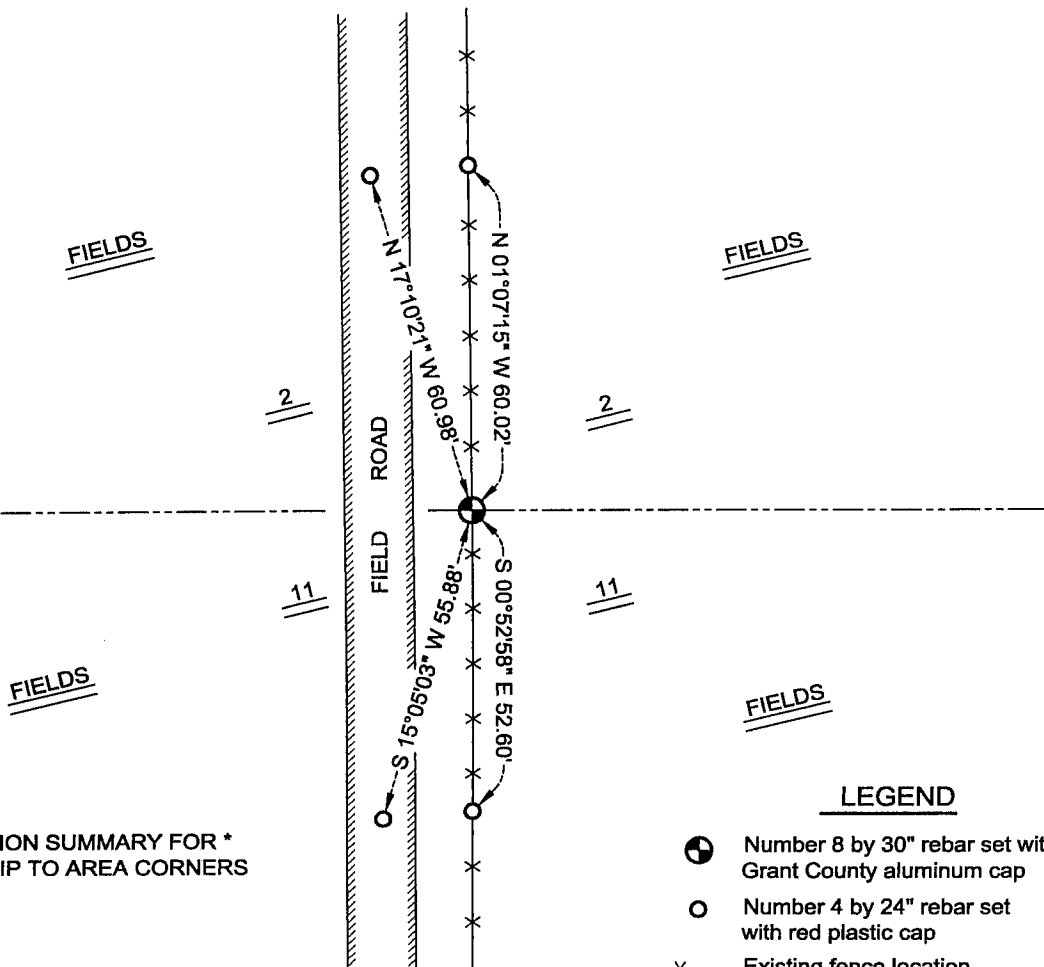 FIELDS
FIELDS
N 17°10'21" W 60.98'
N 01°07'15" W 60.02'
2
2
FIELD ROAD
11
11
S 15°05'03" W 55.88'
S 00°52'58" E 52.60'
FIELDS
FIELDS
LEGEND
ION SUMMARY FOR *
IP TO AREA CORNERS
Number 8 by 30" rebar set wit
Grant County aluminum cap
Number 4 by 24" rebar set
with red plastic cap
Existing fence location